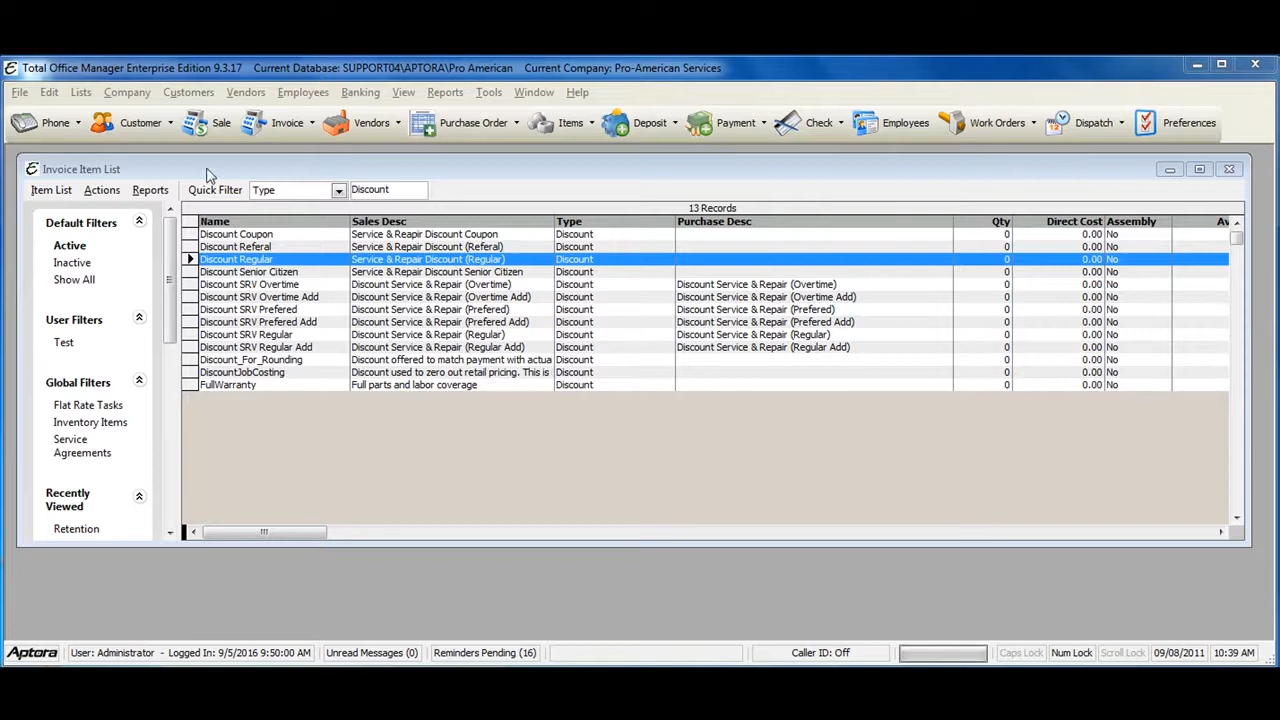 Total Office Manager Enterprise Edition 9.3.17 Current Database: SUPPORT04\APTORA\Pro American Current Company: Pro-American Services
File Edit Lists Company Customers Vendors Employees Banking View Reports Tools Window Help
Phone Customer Sale Invoice Vendors Purchase Order Items Deposit Payment Check Employees Work Orders Dispatch Preferences
Invoice Item List
Item List Actions Reports Quick Filter Type Discount
13 Records
Name Sales Desc Type Purchase Desc Qty Direct Cost Assembly Av
Discount Coupon Service & Reapir Discount Coupon Discount 0 0.00 No
Discount Referal Service & Repair Discount (Referal) Discount 0 0.00 No
Discount Regular Service & Repair Discount (Regular) Discount 0 0.00 No
Discount Senior Citizen Service & Repair Discount Senior Citizen Discount 0 0.00 No
Discount SRV Overtime Discount Service & Repair (Overtime) Discount Discount Service & Repair (Overtime) 0 0.00 No
Discount SRV Overtime Add Discount Service & Repair (Overtime Add) Discount Discount Service & Repair (Overtime Add) 0 0.00 No
Discount SRV Prefered Discount Service & Repair (Prefered) Discount Discount Service & Repair (Prefered) 0 0.00 No
Discount SRV Prefered Add Discount Service & Repair (Prefered Add) Discount Discount Service & Repair (Prefered Add) 0 0.00 No
Discount SRV Regular Discount Service & Repair (Regular) Discount Discount Service & Repair (Regular) 0 0.00 No
Discount SRV Regular Add Discount Service & Repair (Regular Add) Discount Discount Service & Repair (Regular Add) 0 0.00 No
Discount_For_Rounding Discount offered to match payment with actua Discount 0 0.00 No
DiscountJobCosting Discount used to zero out retail pricing. This is Discount 0 0.00 No
FullWarranty Full parts and labor coverage Discount 0 0.00 No
Default Filters
Active
Inactive
Show All
User Filters
Test
Global Filters
Flat Rate Tasks
Inventory Items
Service
Agreements
Recently
Viewed
Retention
Aptora User: Administrator - Logged In: 9/5/2016 9:50:00 AM Unread Messages (0) Reminders Pending (16) Caller ID: Off Caps Lock Num Lock Scroll Lock 09/08/2011 10:39 AM